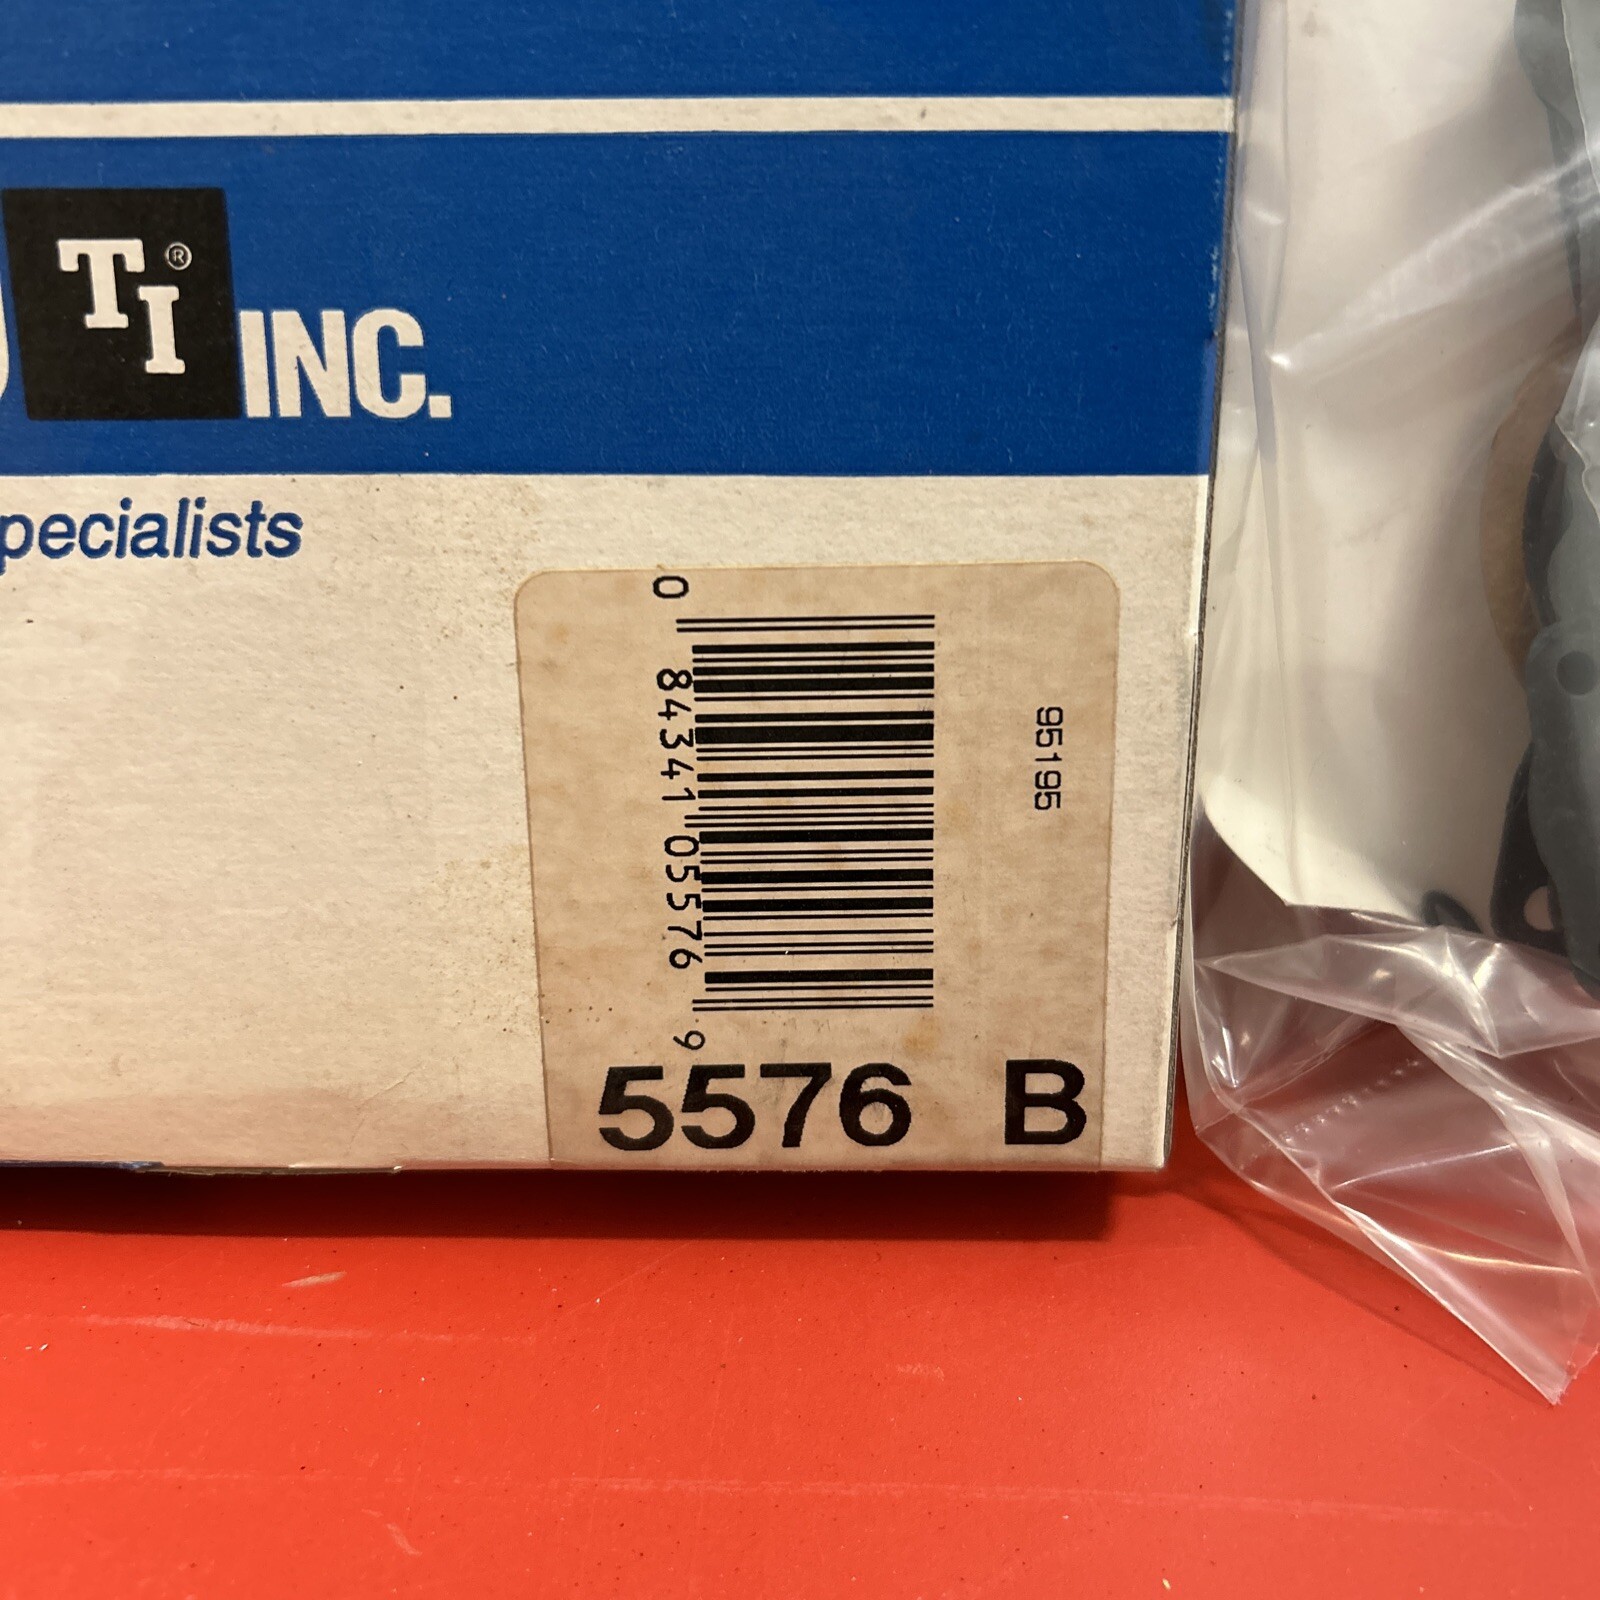 TI®
INC.
pecialists
0 84341 05576 9
95195
5576 B